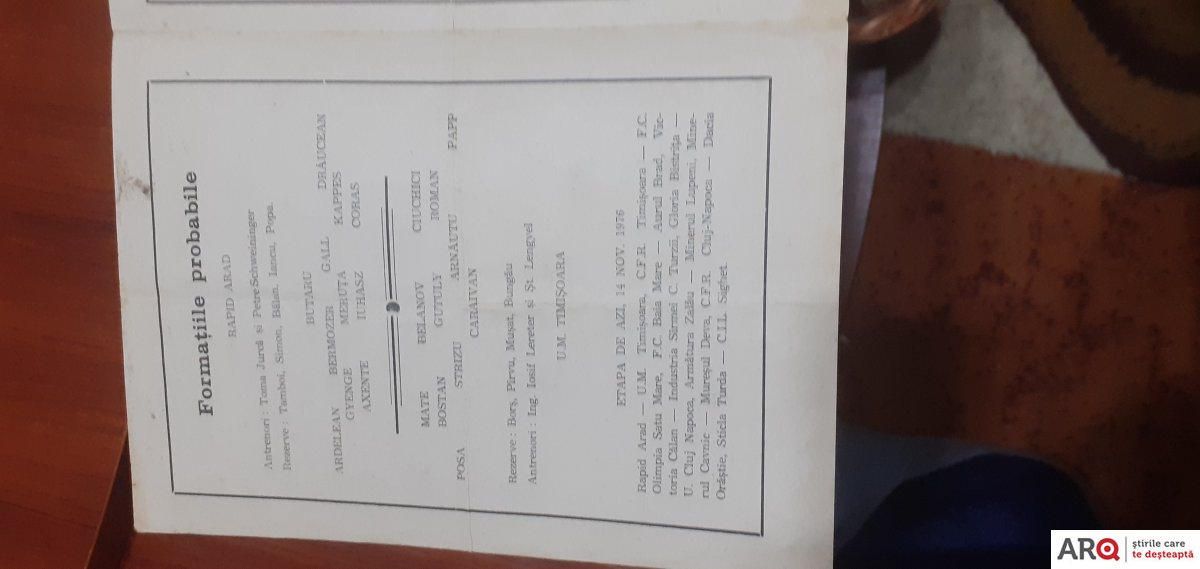 Formațiile probabile
RAPID ARAD
Antrenori : Toma Jurcă și Petre Schweininger
Rezerve : Tamboi, Simon, Bălan, Iancu, Popa.
BUTARU
ARDELEAN BERMOZER GALL DRĂUCEAN
GYENGE MERUȚĂ KAPPES
AXENTE IUHASZ CORAS
MATE BELANOV CIUCHICI
BOSTAN GUTULY ROMAN
POSA STRIZU ARNĂUTU PAPP
CARAIVAN
Rezerve : Borș, Pîrvu, Mușat, Bungău
Antrenori : Ing. Iosif Lereter și Șt. Lengyel
U.M. TIMIȘOARA
ETAPA DE AZI, 14 NOV. 1976
Rapid Arad — U.M. Timișoara, C.F.R. Timișoara — F.C.
Olimpia Satu Mare, F.C. Baia Mare — Aurul Brad, Vic-
toria Călan — Industria Sîrmei C. Turzii, Gloria Bistrița —
U. Cluj Napoca, Armătura Zalău — Minerul Lupeni, Mine-
rul Cavnic — Mureșul Deva, C.F.R. Cluj-Napoca — Dacia
Orăștie, Sticla Turda — C.I.L. Sighet.
ARQ știrile care
te deșteaptă